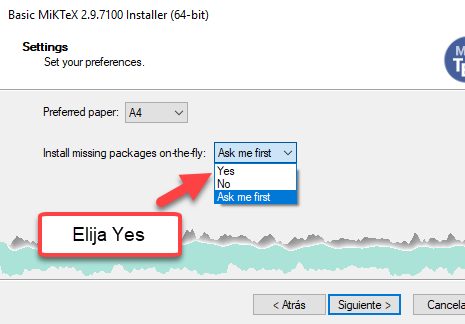 Basic MiKTeX 2.9.7100 Installer (64-bit)
Settings
Set your preferences.
Preferred paper: A4
Install missing packages on-the-fly: Ask me first
Yes
No
Ask me first
Elija Yes
< Atrás Siguiente >